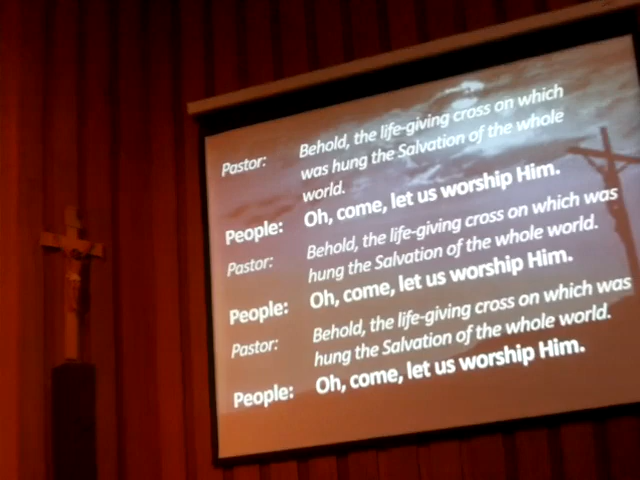 Pastor: Behold, the life-giving cross on which
was hung the Salvation of the whole
world.
People: Oh, come, let us worship Him.
Pastor: Behold, the life-giving cross on which was
hung the Salvation of the whole world.
People: Oh, come, let us worship Him.
Pastor: Behold, the life-giving cross on which was
hung the Salvation of the whole world.
People: Oh, come, let us worship Him.